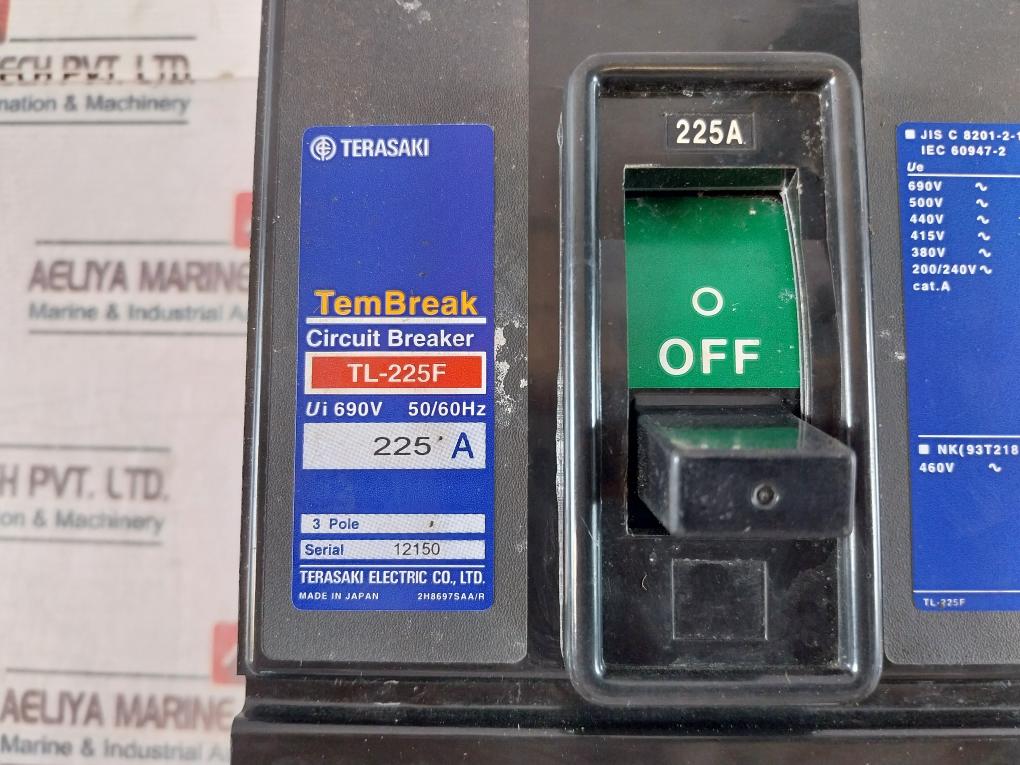 TECH PVT. LTD.
mation & Machinery
AELIYA MARINE
Marine & Industrial A
H PVT. LTD.
on & Machinery
AELIYA MARINE
Marine & Industrial A
TERASAKI
TemBreak
Circuit Breaker
TL-225F
Ui 690V 50/60Hz
225 A
3 Pole
Serial 12150
TERASAKI ELECTRIC CO., LTD.
MADE IN JAPAN 2H8697SAA/R
225A
O
OFF
JIS C 8201-2-1
IEC 60947-2
Ue
690V ~
500V ~
440V ~
415V ~
380V ~
200/240V ~
cat.A
NK(93T218
460V ~
TL-225F